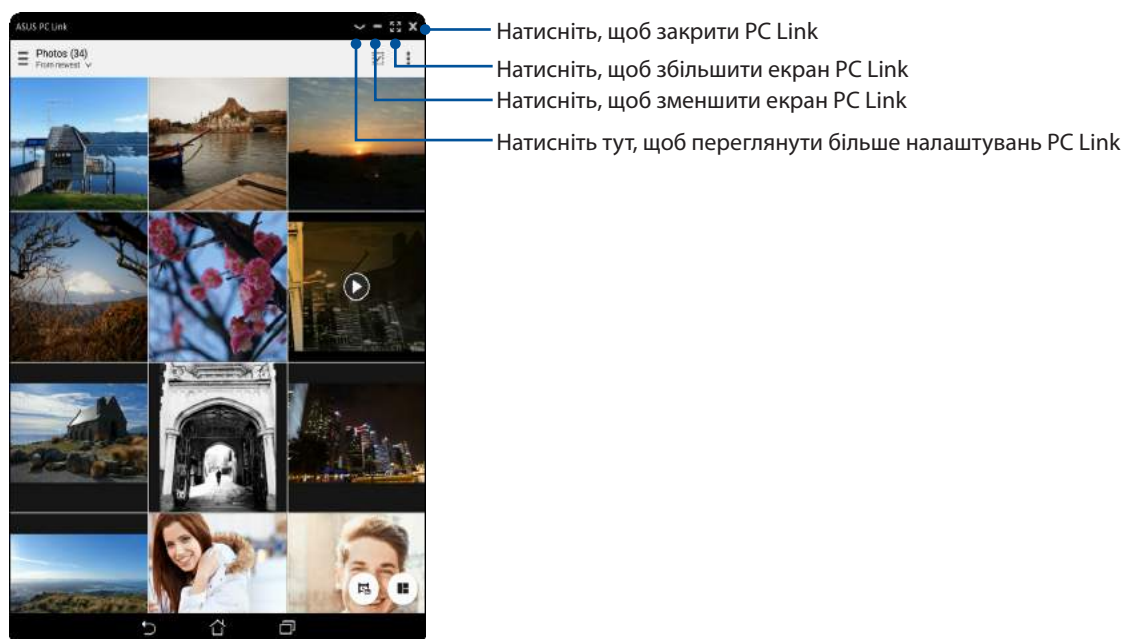 ASUS PC Link
Photos (34)
From newest
Натисніть, щоб закрити PC Link
Натисніть, щоб збільшити екран PC Link
Натисніть, щоб зменшити екран PC Link
Натисніть тут, щоб переглянути більше налаштувань PC Link